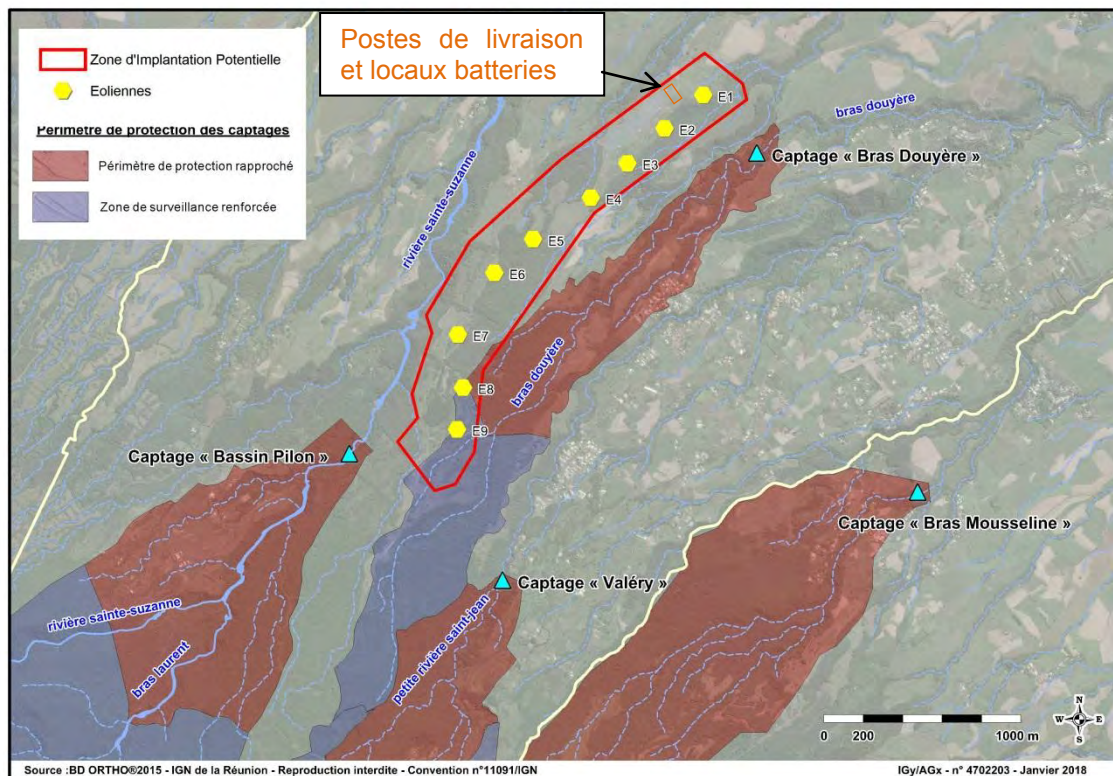 Postes de livraison
et locaux batteries
Zone d'Implantation Potentielle
Eoliennes
Périmètre de protection des captages
Périmètre de protection rapproché
Zone de surveillance renforcée
E1
E2
E3
E4
E5
E6
E7
E8
E9
rivière sainte-suzanne
bras douyère
Captage « Bras Douyère »
bras douyère
Captage « Bassin Pilon »
Captage « Bras Mousseline »
Captage « Valéry »
rivière sainte-suzanne
bras laurent
petite rivière saint-jean
N
W E
S
0 200 1000 m
Source :BD ORTHO®2015 - IGN de la Réunion - Reproduction interdite - Convention n°11091/IGN
IGy/AGx - n° 4702203 - Janvier 2018